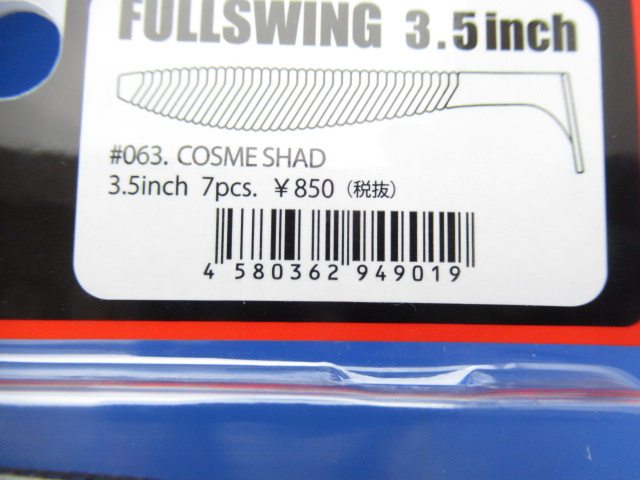 FULLSWING 3.5inch
#063. COSME SHAD
3.5inch 7pcs. ¥850 (税抜)
4 580362 949019